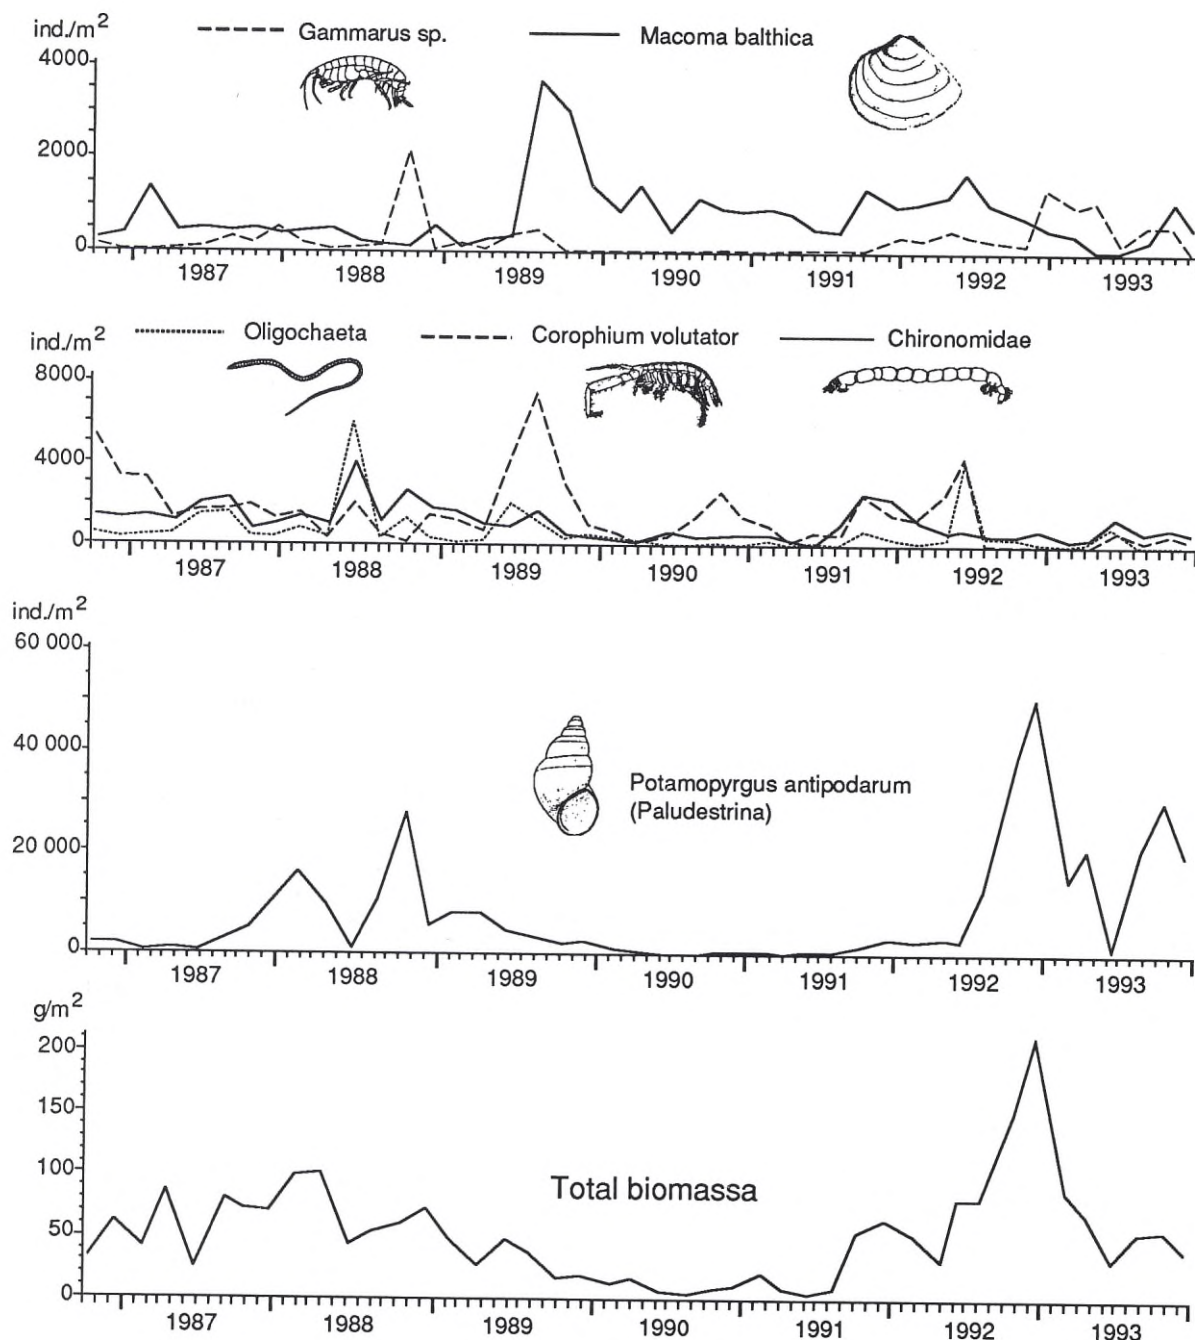 ind./m²
Gammarus sp. Macoma balthica
4000
2000
0
1987 1988 1989 1990 1991 1992 1993
ind./m²
Oligochaeta Corophium volutator Chironomidae
8000
4000
0
1987 1988 1989 1990 1991 1992 1993
ind./m²
60 000
40 000
Potamopyrgus antipodarum
(Paludestrina)
20 000
0
1987 1988 1989 1990 1991 1992 1993
g/m²
200
150
100
Total biomassa
50
0
1987 1988 1989 1990 1991 1992 1993